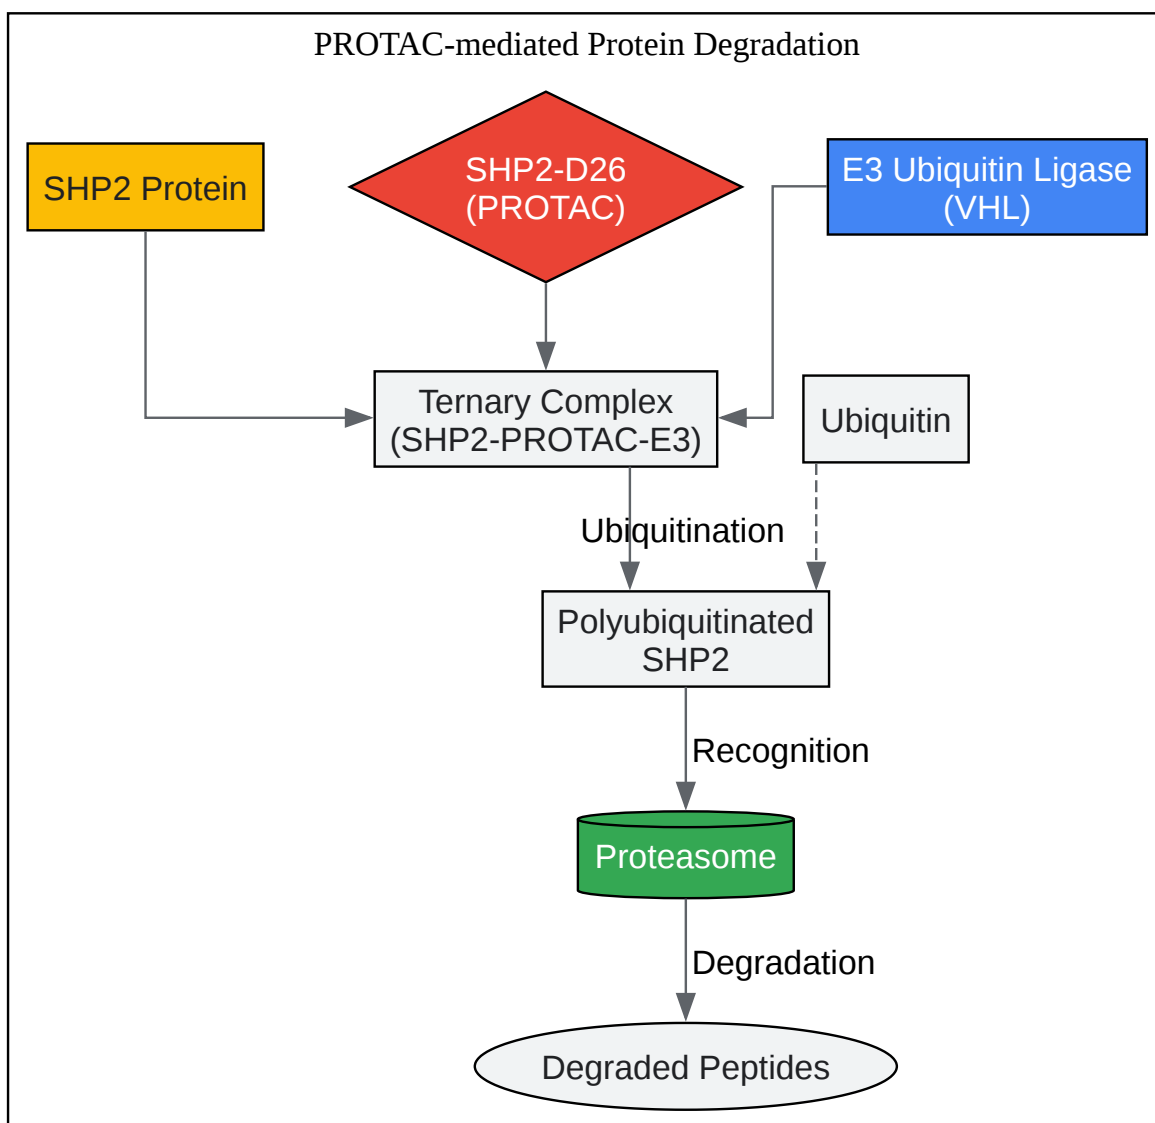 PROTAC-mediated Protein Degradation
SHP2 Protein
SHP2-D26
(PROTAC)
E3 Ubiquitin Ligase
(VHL)
Ternary Complex
(SHP2-PROTAC-E3)
Ubiquitin
Ubiquitination
Polyubiquitinated
SHP2
Recognition
Proteasome
Degradation
Degraded Peptides